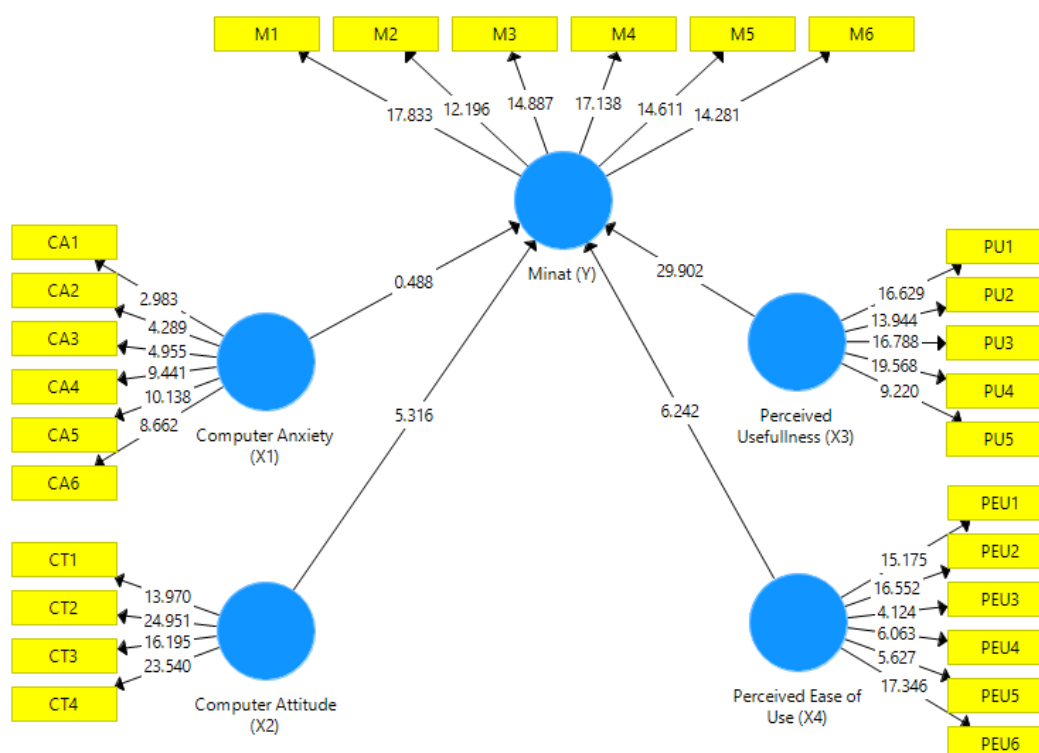 M1
M2
M3
M4
M5
M6
17.833
12.196
14.887
17.138
14.611
14.281
Minat (Y)
CA1
CA2
CA3
CA4
CA5
CA6
2.983
4.289
4.955
9.441
10.138
8.662
Computer Anxiety
(X1)
0.488
CT1
CT2
CT3
CT4
13.970
24.951
16.195
23.540
Computer Attitude
(X2)
5.316
29.902
PU1
PU2
PU3
PU4
PU5
16.629
13.944
16.788
19.568
9.220
Perceived
Usefullness (X3)
6.242
PEU1
PEU2
PEU3
PEU4
PEU5
PEU6
15.175
16.552
4.124
6.063
5.627
17.346
Perceived Ease of
Use (X4)